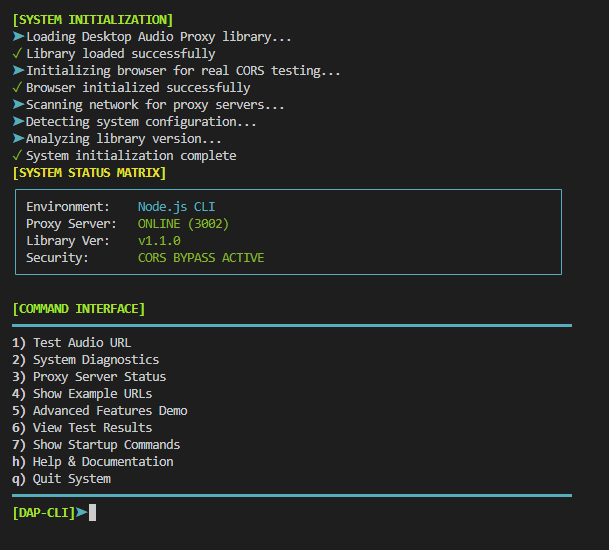 [SYSTEM INITIALIZATION]
➤Loading Desktop Audio Proxy library...
✓ Library loaded successfully
➤Initializing browser for real CORS testing...
✓ Browser initialized successfully
➤Scanning network for proxy servers...
➤Detecting system configuration...
➤Analyzing library version...
✓ System initialization complete
[SYSTEM STATUS MATRIX]
Environment: Node.js CLI
Proxy Server: ONLINE (3002)
Library Ver: v1.1.0
Security: CORS BYPASS ACTIVE
[COMMAND INTERFACE]
1) Test Audio URL
2) System Diagnostics
3) Proxy Server Status
4) Show Example URLs
5) Advanced Features Demo
6) View Test Results
7) Show Startup Commands
h) Help & Documentation
q) Quit System
[DAP-CLI]➤